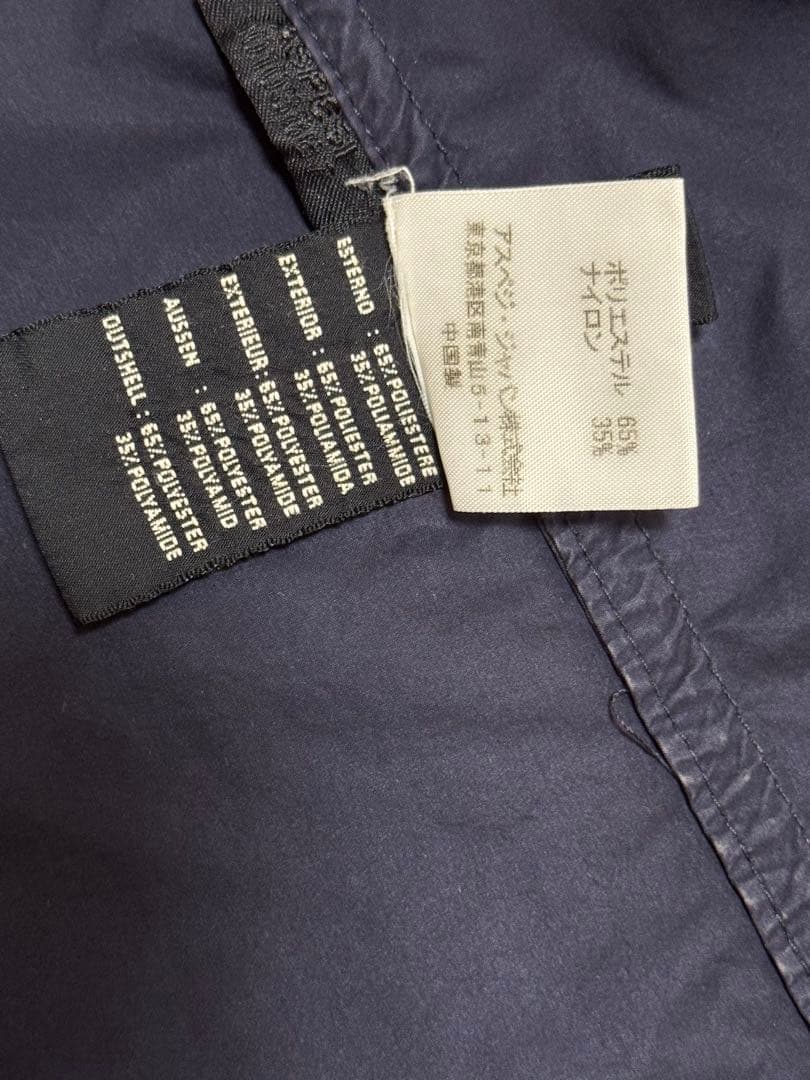 ESTERNO : 65% POLIESTERE
35% POLIAMMIDE
EXTERIOR : 65% POLIESTER
35% POLIAMIDA
EXTERIEUR : 65% POLYESTER
35% POLYAMIDE
AUSSEN : 65% POLYESTER
35% POLYAMID
OUTSHELL : 65% POLYESTER
35% POLYAMIDE
ポリエステル 65%
ナイロン 35%
アスペジ・ジャパン株式会社
東京都港区南青山5-13-11
中国製